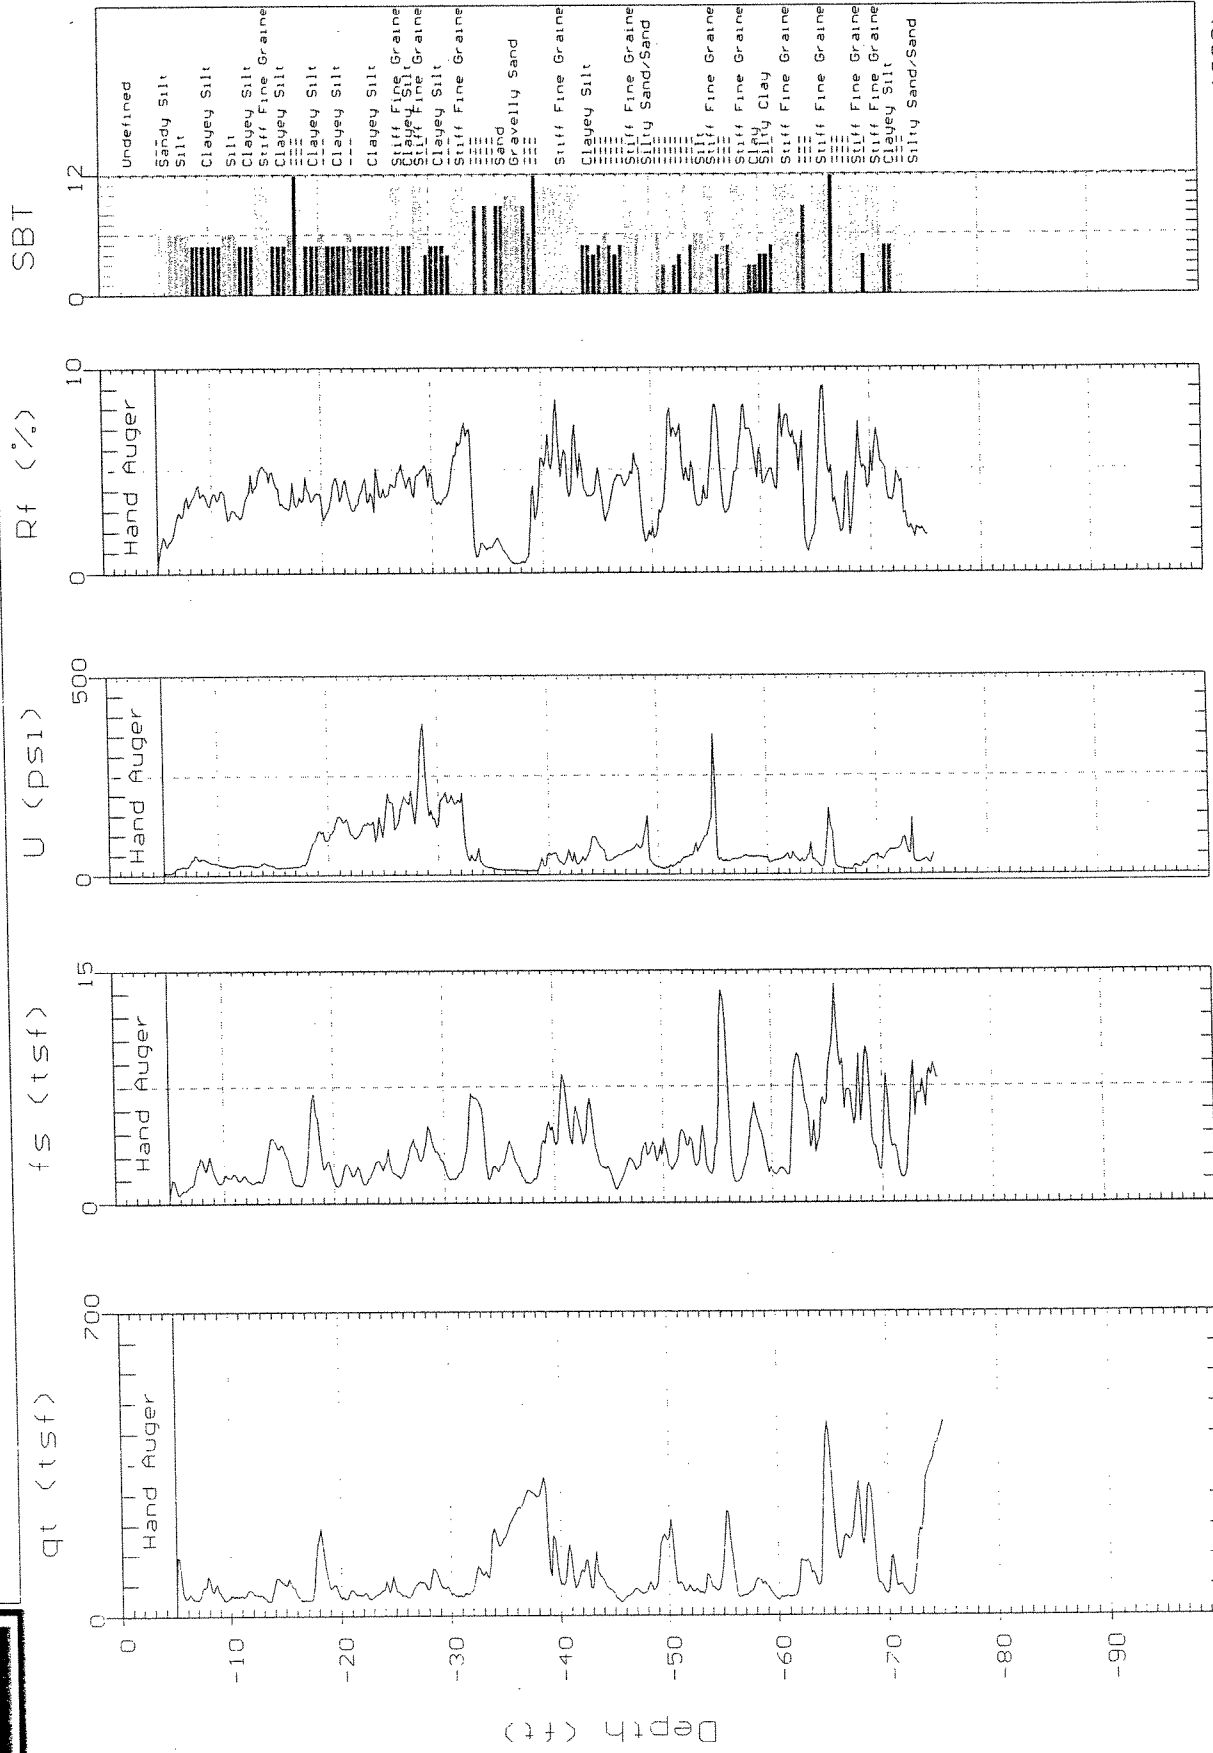 qt (tsf)
fs (tsf)
U (psi)
Rf (%)
SBT
0
700
0
15
0
500
0
10
0
12
Hand Auger
Hand Auger
Hand Auger
Hand Auger
Depth (ft)
0
-10
-20
-30
-40
-50
-60
-70
-80
-90
Undefined
Sandy Silt
Silt
Clayey Silt
Silt
Clayey Silt
Stiff Fine Graine
Clayey Silt
Clayey Silt
Clayey Silt
Clayey Silt
Stiff Fine Graine
Clayey Silt
Stiff Fine Graine
Clayey Silt
Stiff Fine Graine
Sand
Gravelly Sand
Stiff Fine Graine
Clayey Silt
Stiff Fine Graine
Silty Sand/Sand
Silt
Stiff Fine Graine
Stiff Fine Graine
Clay
Silty Clay
Stiff Fine Graine
Stiff Fine Graine
Stiff Fine Graine
Stiff Fine Graine
Clayey Silt
Silty Sand/Sand